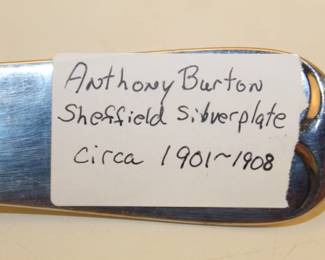 Anthony Burton
Sheffield Silverplate
circa 1901~1908